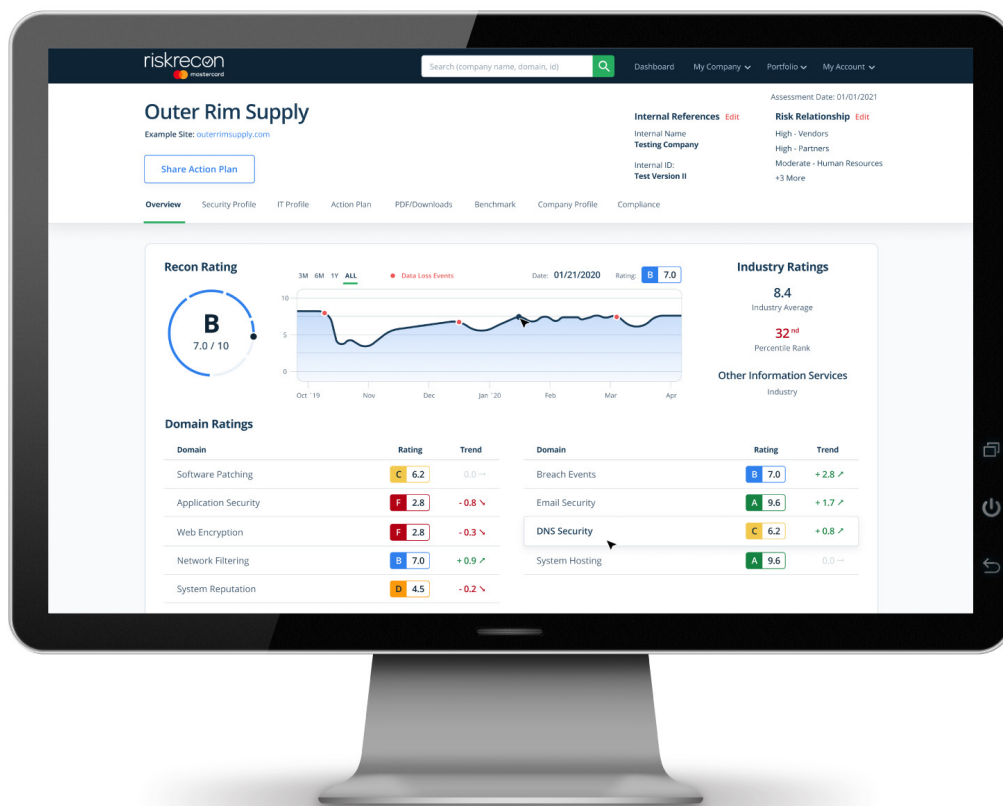 riskrecon
mastercard
Search (company name, domain, id)
Dashboard
My Company
Portfolio
My Account
Assessment Date: 01/01/2021
Outer Rim Supply
Example Site: outerrimsupply.com
Share Action Plan
Internal References Edit
Internal Name
Testing Company
Internal ID:
Test Version II
Risk Relationship Edit
High - Vendors
High - Partners
Moderate - Human Resources
+3 More
Overview
Security Profile
IT Profile
Action Plan
PDF/Downloads
Benchmark
Company Profile
Compliance
Recon Rating
B
7.0 / 10
3M 6M 1Y ALL
Data Loss Events
Date: 01/21/2020
Rating: B 7.0
10
5
0
Oct `19
Nov
Dec
Jan `20
Feb
Mar
Apr
Industry Ratings
8.4
Industry Average
32nd
Percentile Rank
Other Information Services
Industry
Domain Ratings
Domain Rating Trend
Software Patching C 6.2 0.0 →
Application Security F 2.8 - 0.8 ↘
Web Encryption F 2.8 - 0.3 ↘
Network Filtering B 7.0 + 0.9 ↗
System Reputation D 4.5 - 0.2 ↘
Domain Rating Trend
Breach Events B 7.0 + 2.8 ↗
Email Security A 9.6 + 1.7 ↗
DNS Security C 6.2 + 0.8 ↗
System Hosting A 9.6 0.0 →